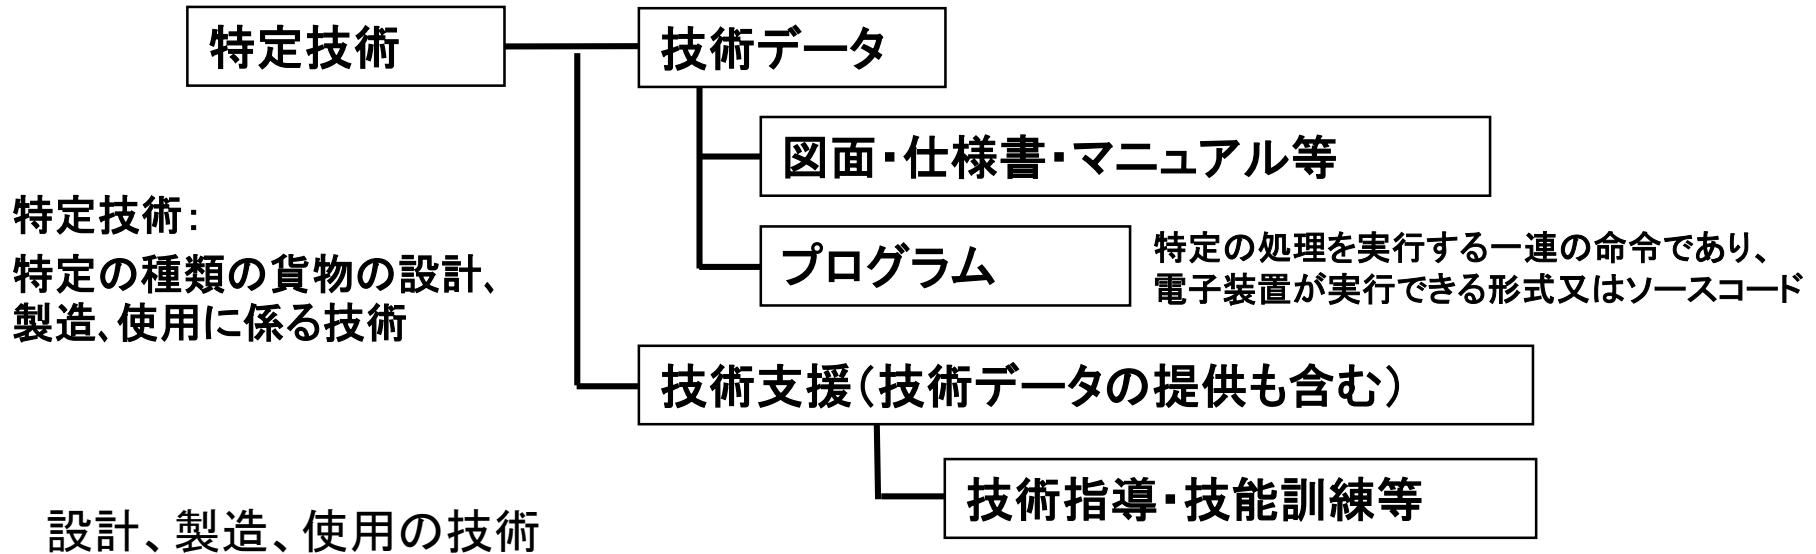 特定技術
技術データ
図面・仕様書・マニュアル等
プログラム
特定の処理を実行する一連の命令であり、
電子装置が実行できる形式又はソースコード
特定技術：
特定の種類の貨物の設計、
製造、使用に係る技術
技術支援（技術データの提供も含む）
技術指導・技能訓練等
設計、製造、使用の技術